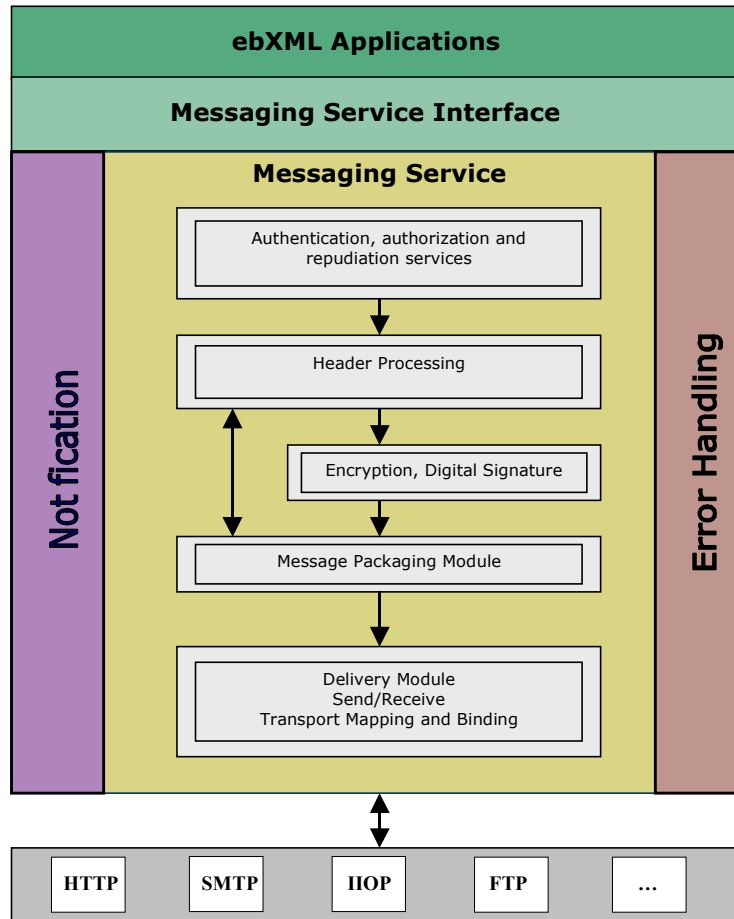 ebXML Applications
Messaging Service Interface
Messaging Service
Not fication
Error Handling
Authentication, authorization and
repudiation services
Header Processing
Encryption, Digital Signature
Message Packaging Module
Delivery Module
Send/Receive
Transport Mapping and Binding
HTTP
SMTP
IIOP
FTP
…